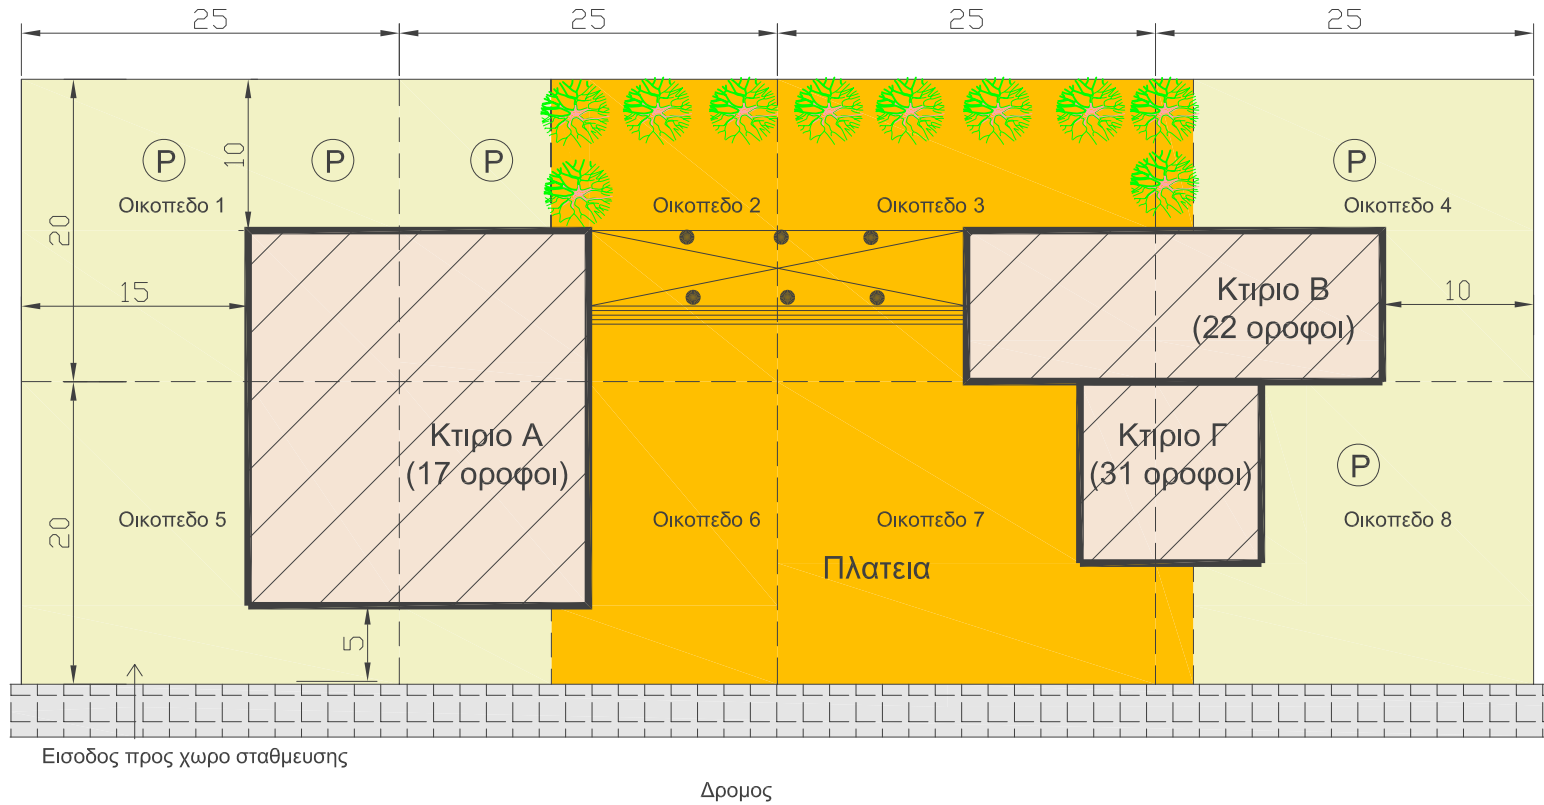 25 25 25 25
P P P P
10
Οικοπεδο 1 Οικοπεδο 2 Οικοπεδο 3 Οικοπεδο 4
20
15
Κτιριο Β
(22 οροφοι)
10
Κτιριο Α
(17 οροφοι)
Κτιριο Γ
(31 οροφοι)
P
20
Οικοπεδο 5 Οικοπεδο 6 Οικοπεδο 7 Οικοπεδο 8
Πλατεια
5
Εισοδος προς χωρο σταθμευσης
Δρομος